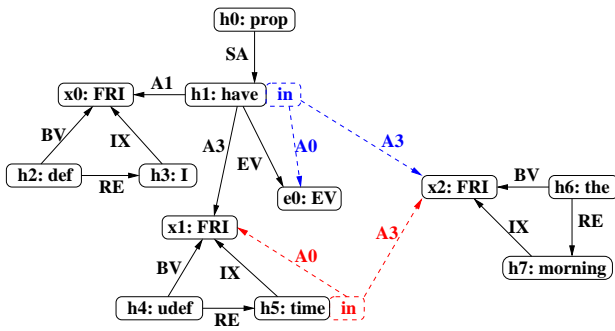 h0: prop
SA
x0: FRI
A1
h1: have
in
BV
IX
A3
EV
A0
A3
h2: def
RE
h3: I
e0: EV
x2: FRI
BV
h6: the
x1: FRI
A0
A3
IX
RE
BV
IX
h7: morning
h4: udef
RE
h5: time
in